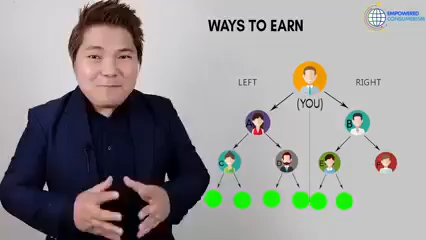 EMPOWERED
CONSUMERISM
WAYS TO EARN
LEFT
RIGHT
(YOU)